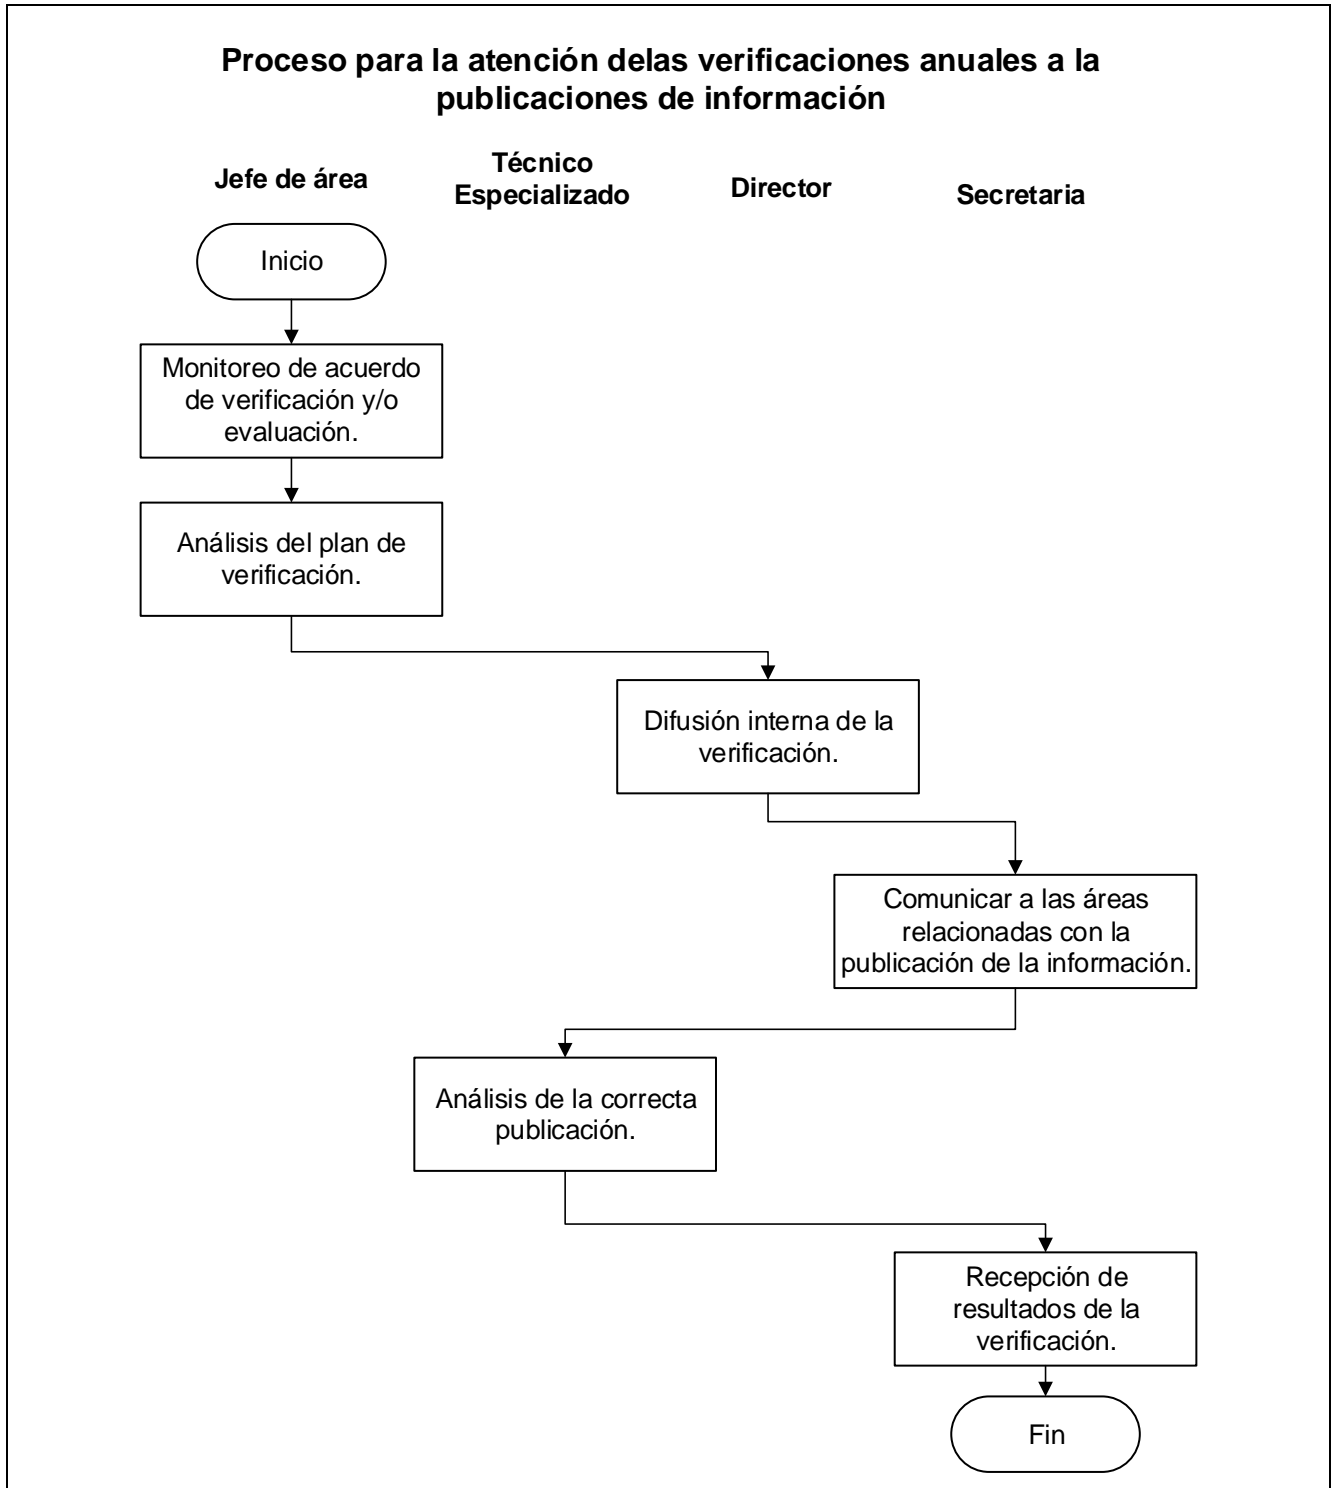 Proceso para la atención delas verificaciones anuales a la
publicaciones de información
Jefe de área
Técnico
Especializado
Director
Secretaria
Inicio
Monitoreo de acuerdo
de verificación y/o
evaluación.
Análisis del plan de
verificación.
Difusión interna de la
verificación.
Comunicar a las áreas
relacionadas con la
publicación de la información.
Análisis de la correcta
publicación.
Recepción de
resultados de la
verificación.
Fin